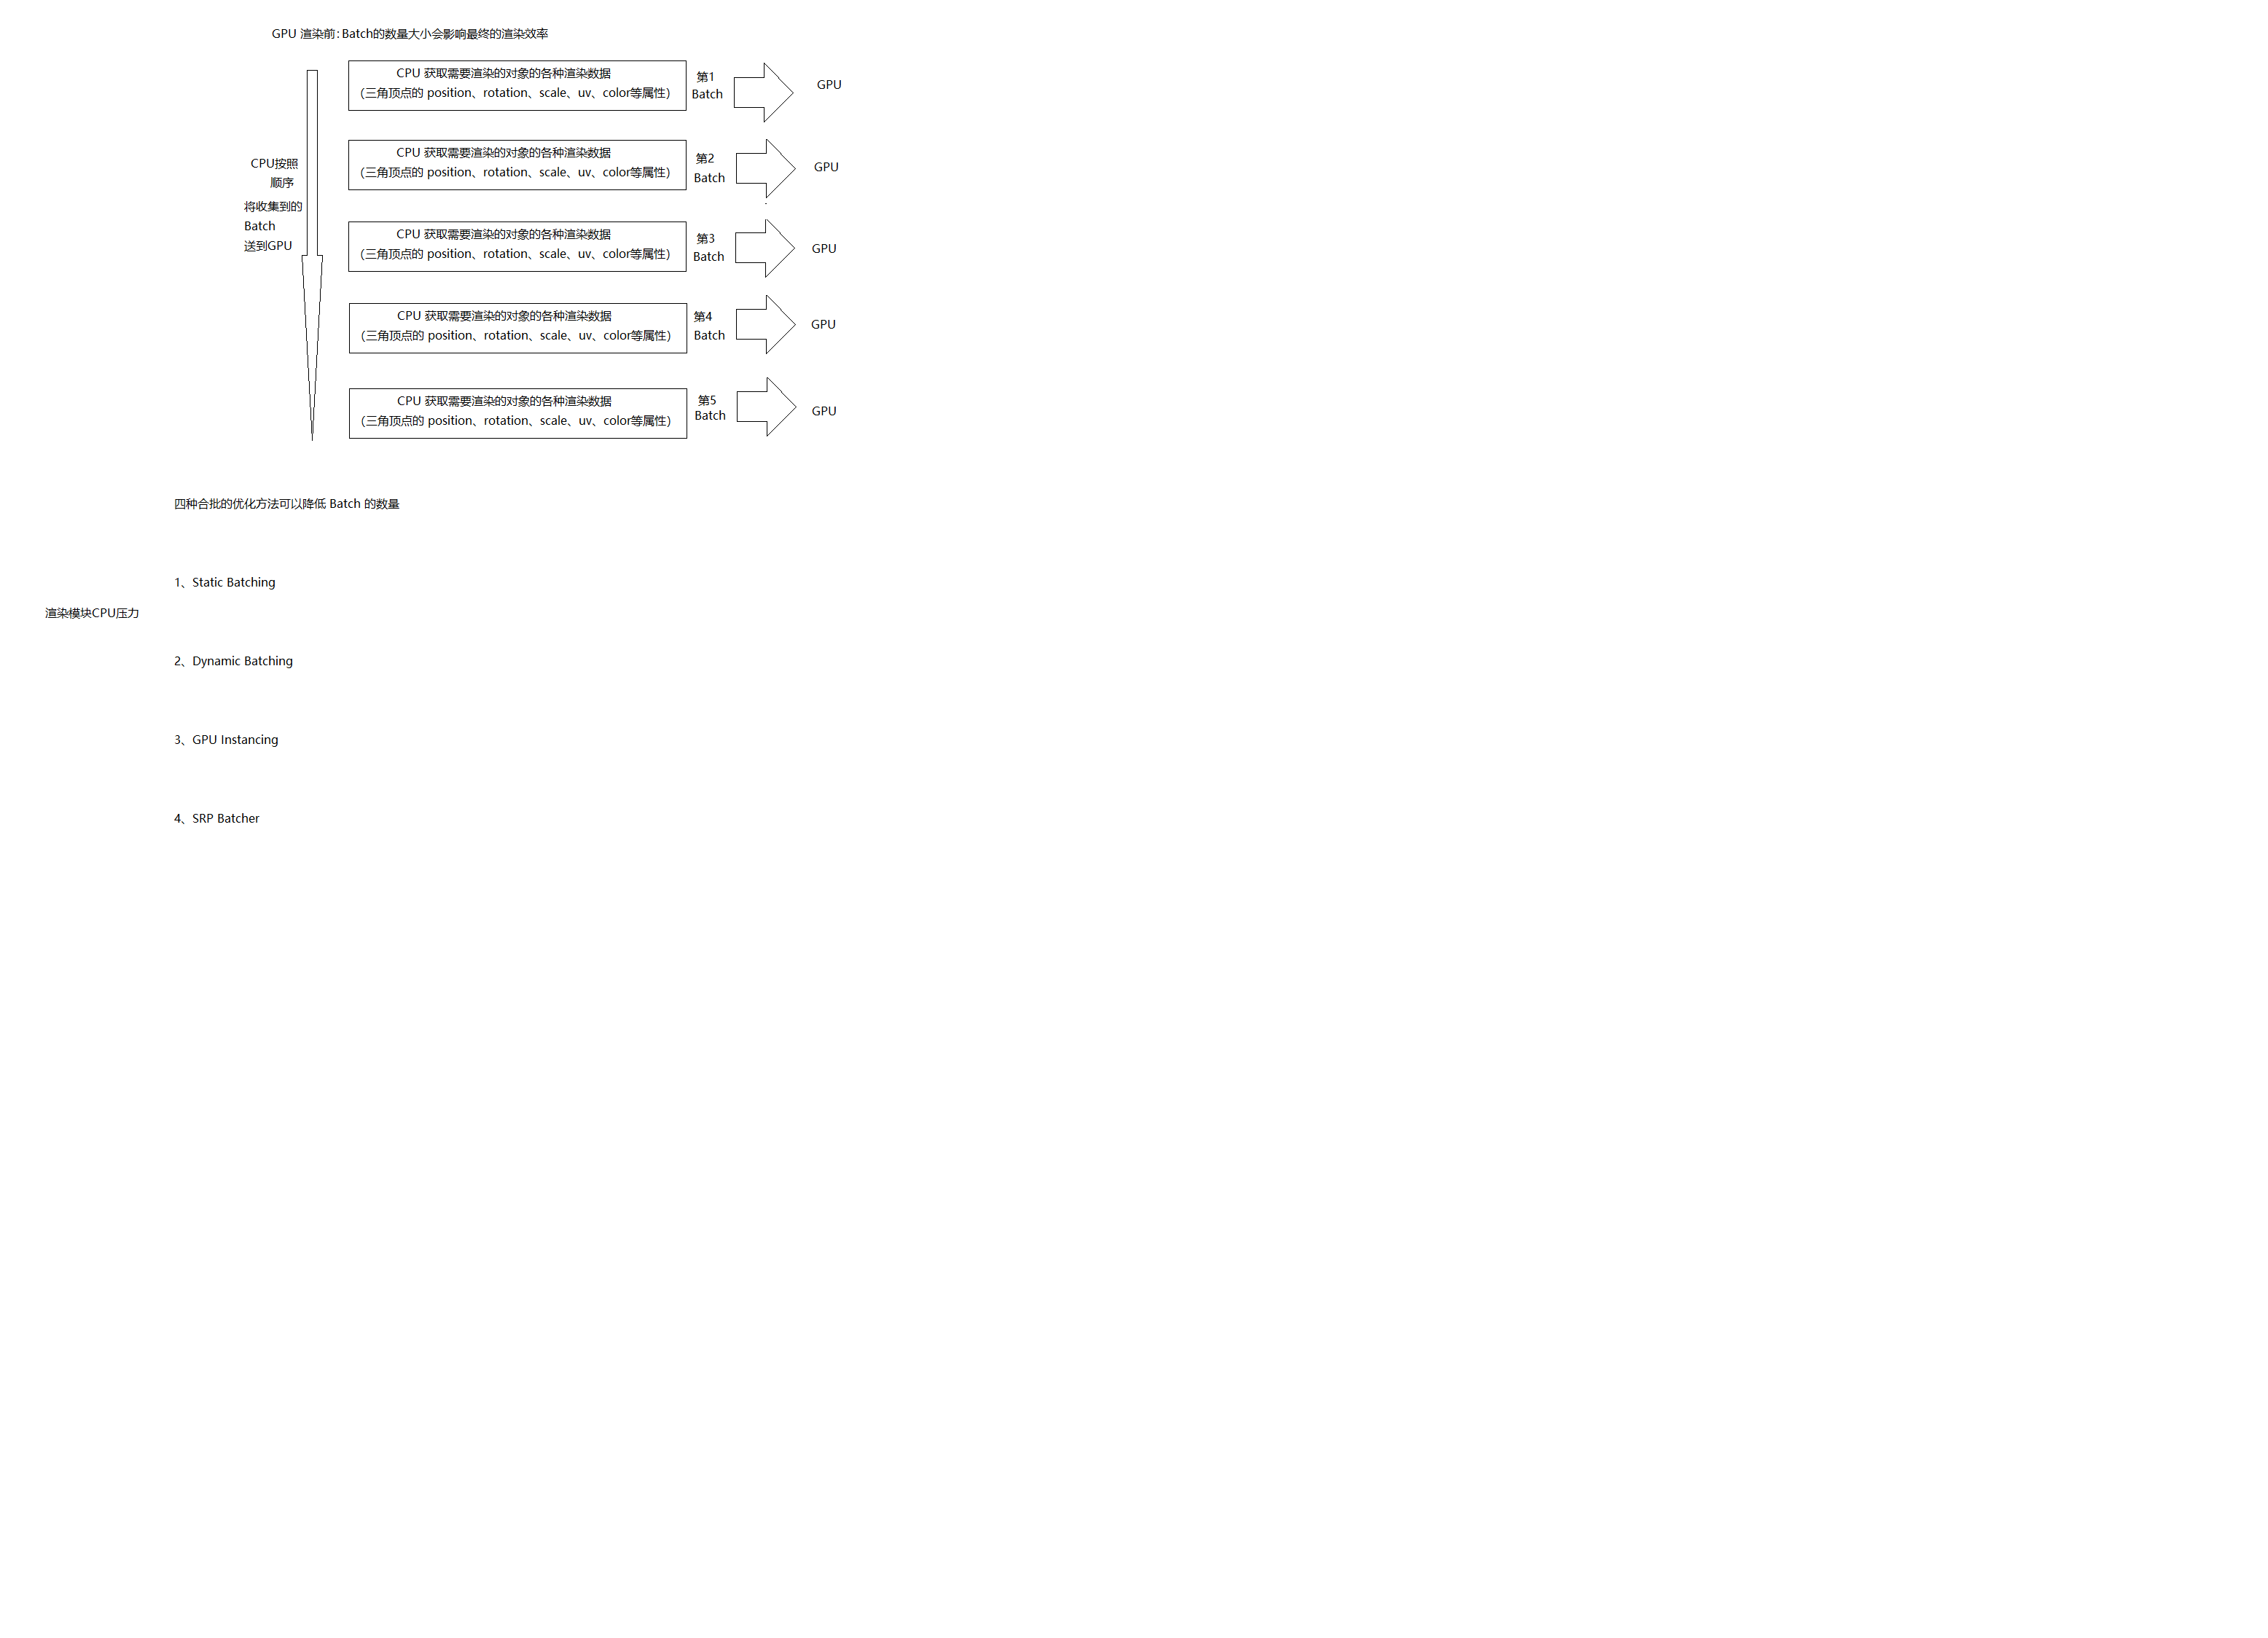 GPU 渲染前：Batch的数量大小会影响最终的渲染效率
CPU 获取需要渲染的对象的各种渲染数据
（三角顶点的 position、rotation、scale、uv、color等属性）
第1
Batch
GPU
CPU 获取需要渲染的对象的各种渲染数据
（三角顶点的 position、rotation、scale、uv、color等属性）
第2
Batch
GPU
CPU按照
顺序
将收集到的
Batch
送到GPU
CPU 获取需要渲染的对象的各种渲染数据
（三角顶点的 position、rotation、scale、uv、color等属性）
第3
Batch
GPU
CPU 获取需要渲染的对象的各种渲染数据
（三角顶点的 position、rotation、scale、uv、color等属性）
第4
Batch
GPU
CPU 获取需要渲染的对象的各种渲染数据
（三角顶点的 position、rotation、scale、uv、color等属性）
第5
Batch
GPU
四种合批的优化方法可以降低 Batch 的数量
1、Static Batching
渲染模块CPU压力
2、Dynamic Batching
3、GPU Instancing
4、SRP Batcher